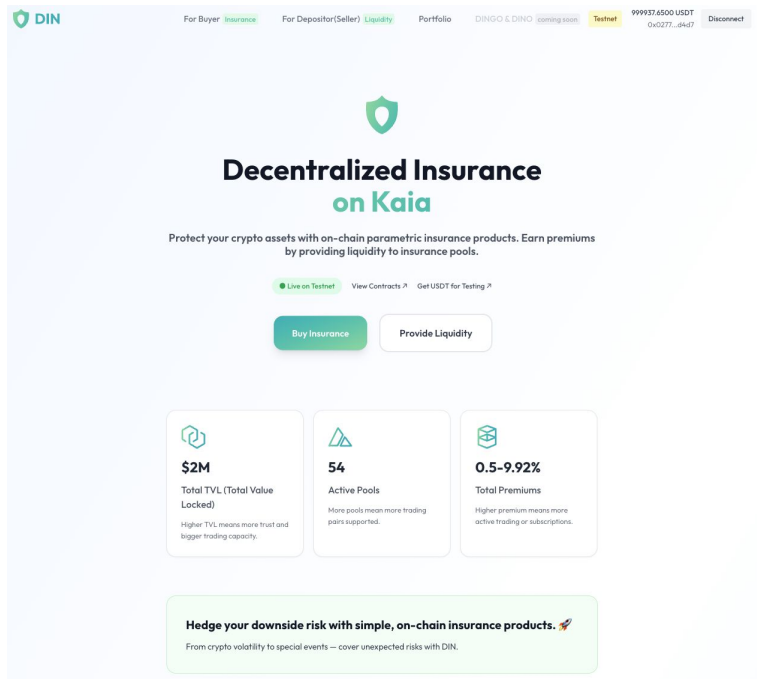 DIN
For Buyer Insurance
For Depositor(Seller) Liquidity
Portfolio
DINGO & DINO coming soon
Testnet
999937.6500 USDT
0x0277...d4d7
Disconnect
Decentralized Insurance
on Kaia
Protect your crypto assets with on-chain parametric insurance products. Earn premiums
by providing liquidity to insurance pools.
Live on Testnet
View Contracts ↗
Get USDT for Testing ↗
Buy Insurance
Provide Liquidity
$2M
Total TVL (Total Value
Locked)
Higher TVL means more trust and
bigger trading capacity.
54
Active Pools
More pools mean more trading
pairs supported.
0.5-9.92%
Total Premiums
Higher premium means more
active trading or subscriptions.
Hedge your downside risk with simple, on-chain insurance products. 🚀
From crypto volatility to special events — cover unexpected risks with DIN.